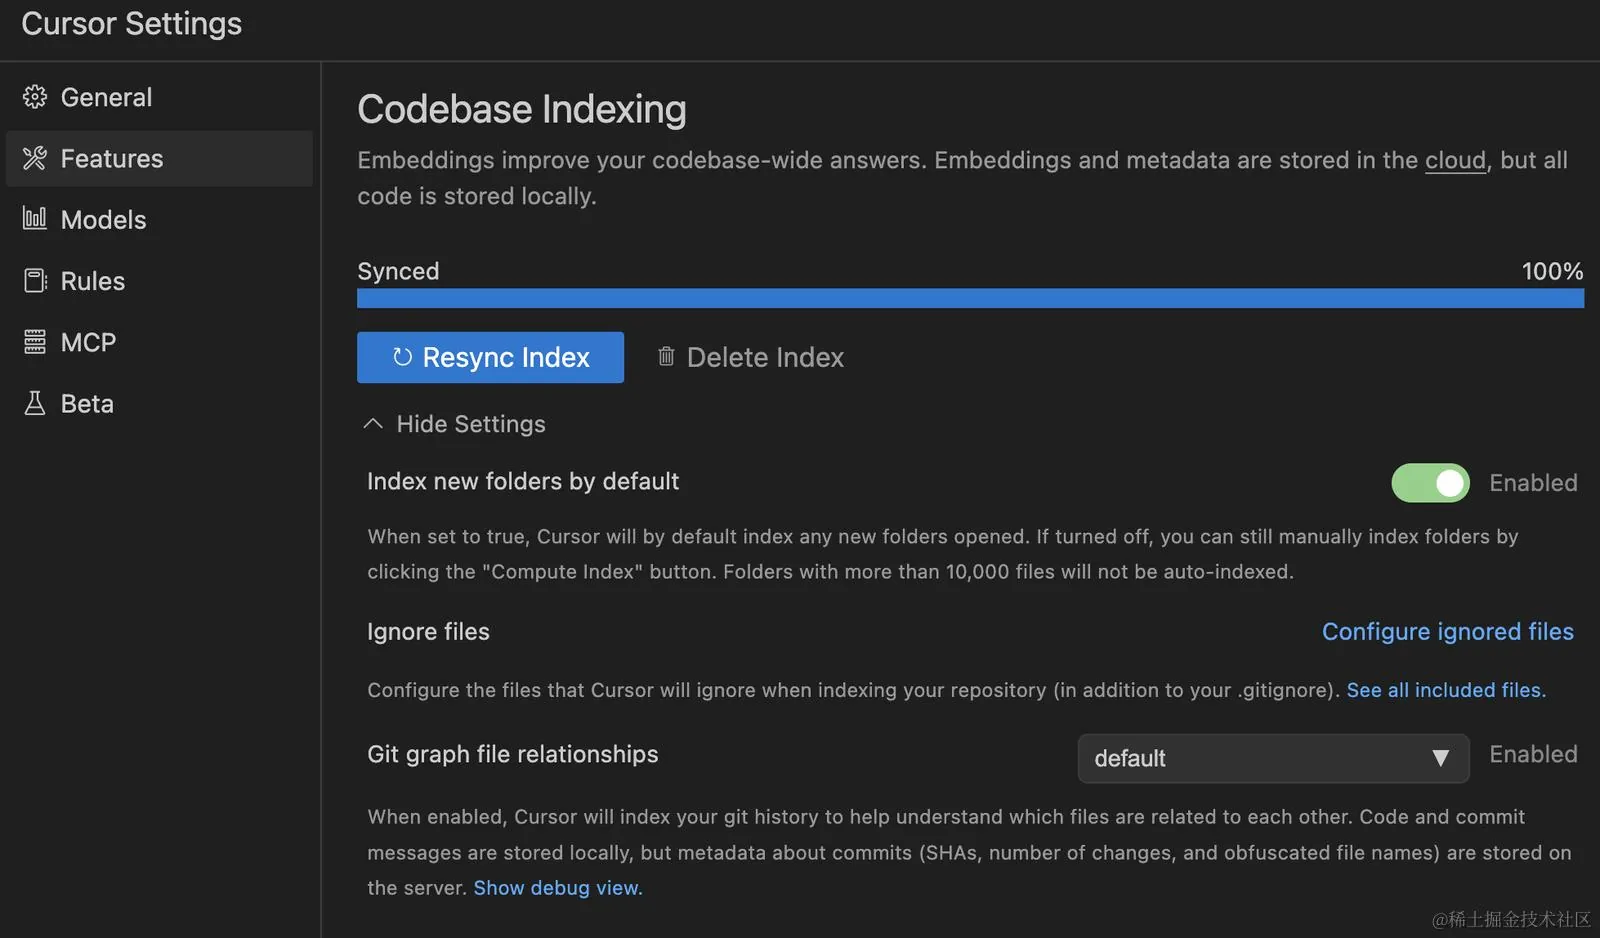 Cursor Settings
General
Features
Models
Rules
MCP
Beta
Codebase Indexing
Embeddings improve your codebase-wide answers. Embeddings and metadata are stored in the cloud, but all
code is stored locally.
Synced 100%
Resync Index Delete Index
Hide Settings
Index new folders by default Enabled
When set to true, Cursor will by default index any new folders opened. If turned off, you can still manually index folders by
clicking the "Compute Index" button. Folders with more than 10,000 files will not be auto-indexed.
Ignore files Configure ignored files
Configure the files that Cursor will ignore when indexing your repository (in addition to your .gitignore). See all included files.
Git graph file relationships default Enabled
When enabled, Cursor will index your git history to help understand which files are related to each other. Code and commit
messages are stored locally, but metadata about commits (SHAs, number of changes, and obfuscated file names) are stored on
the server. Show debug view.
@稀土掘金技术社区